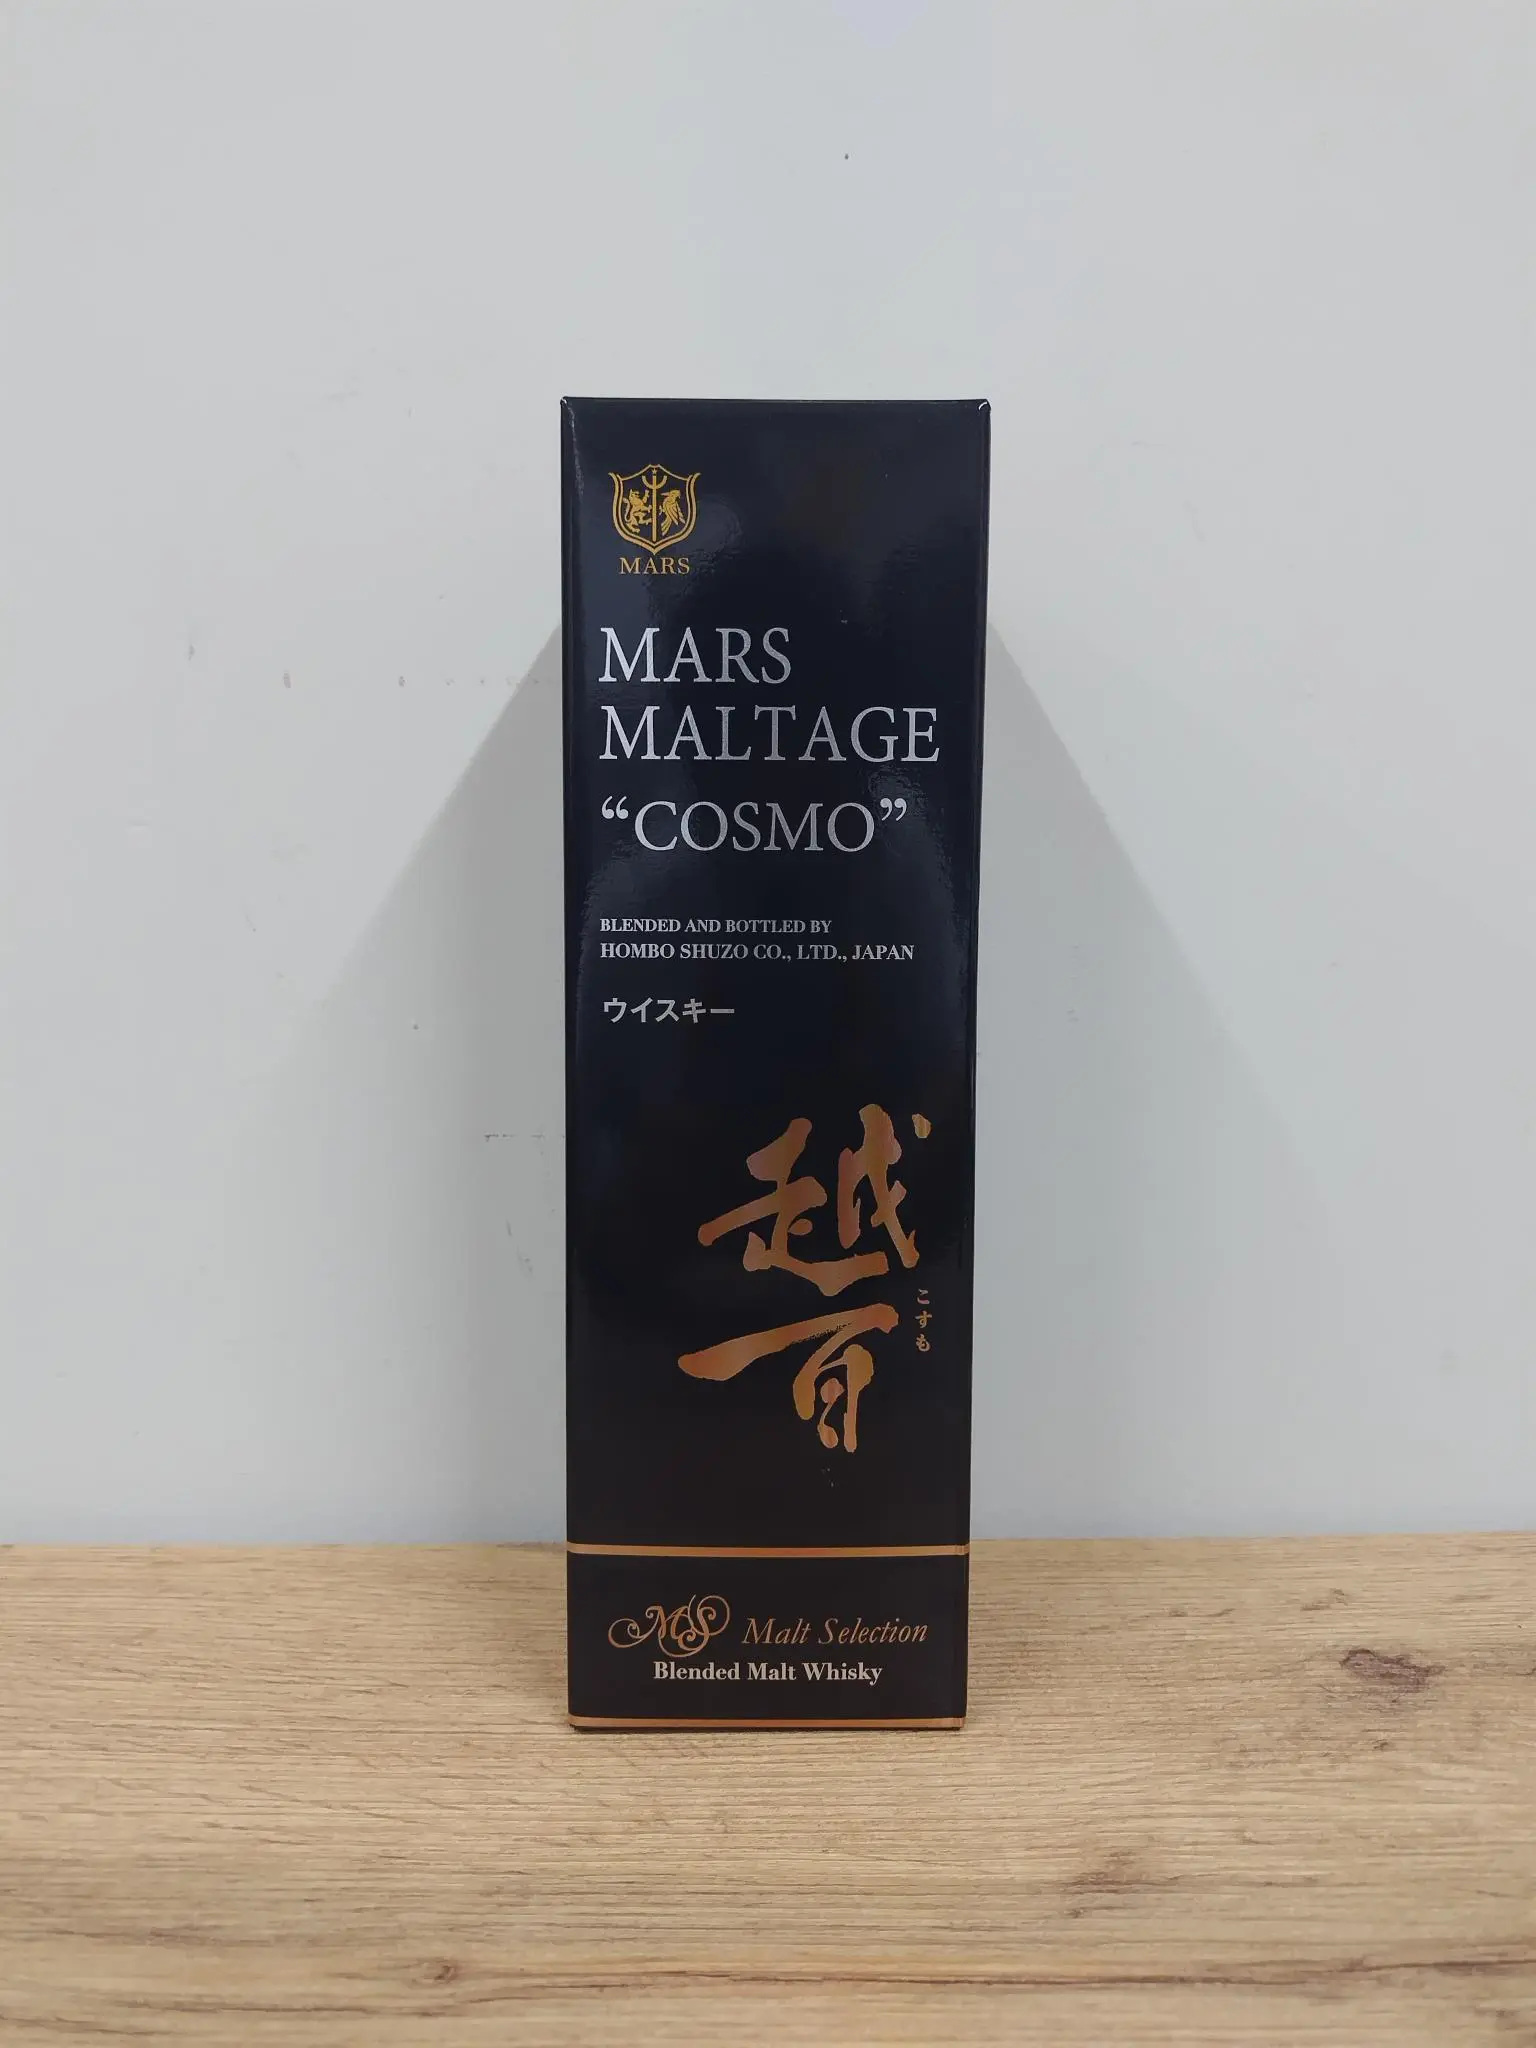 MARS
MARS
MALTAGE
“COSMO”
BLENDED AND BOTTLED BY
HOMBO SHUZO CO., LTD., JAPAN
ウイスキー
越百
こすも
MS Malt Selection
Blended Malt Whisky